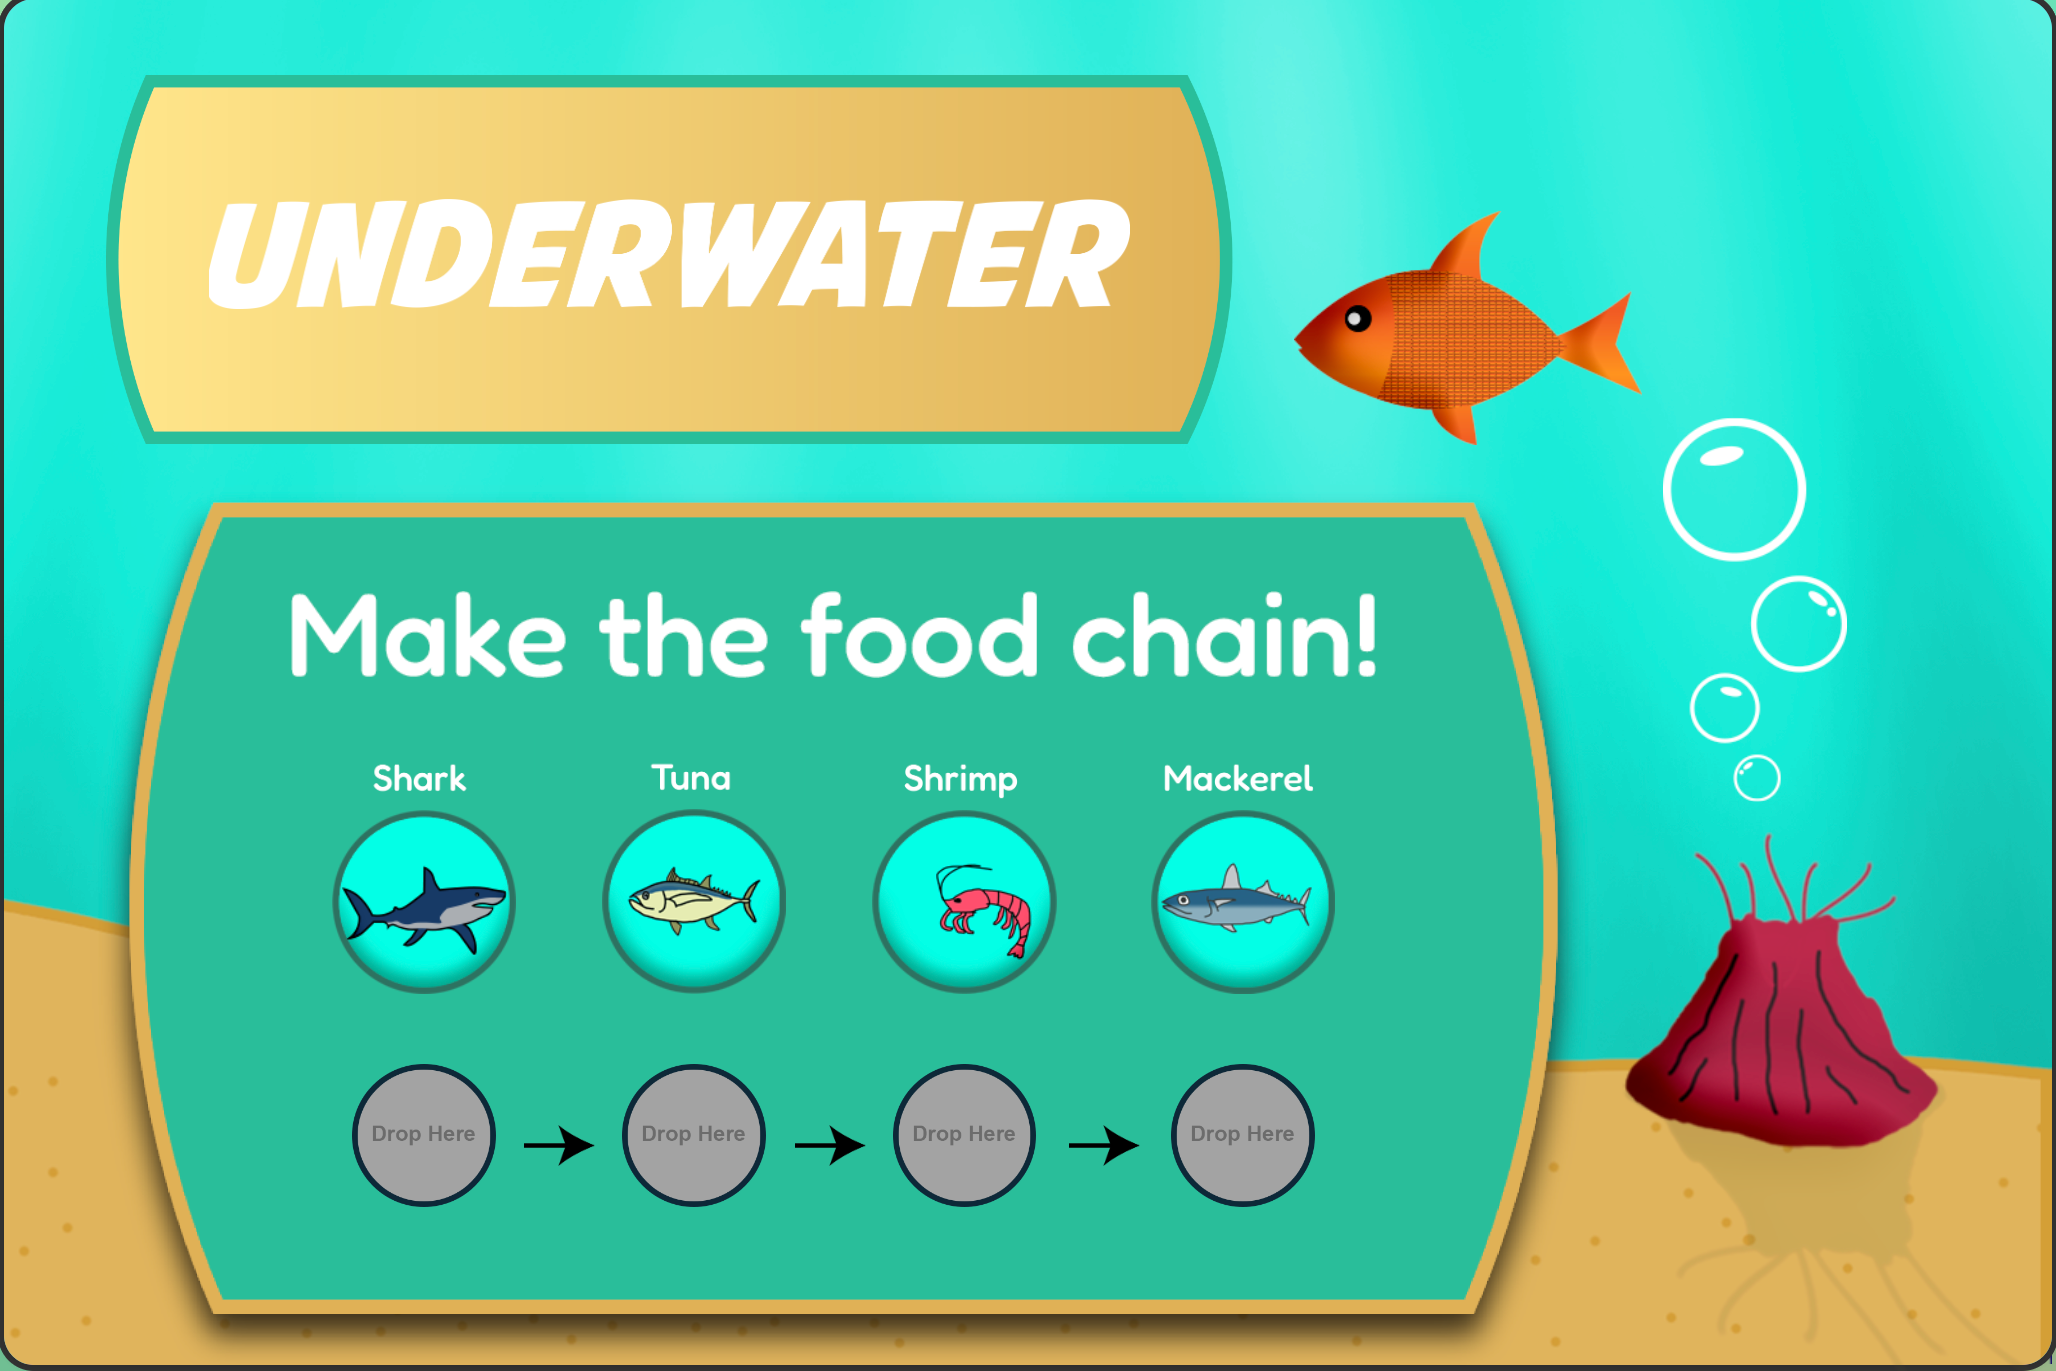 UNDERWATER
Make the food chain!
Shark Tuna Shrimp Mackerel
Drop Here Drop Here Drop Here Drop Here